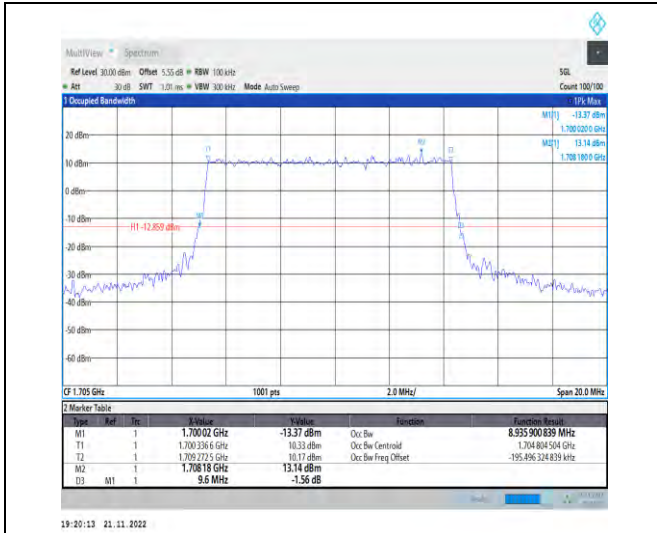 MultiView Spectrum
Ref Level 30.00 dBm Offset 5.55 dB RBW 100 kHz SGL
Att 30 dB SWT 1.01 ms VBW 300 kHz Mode Auto Sweep Count 100/100
1 Occupied Bandwidth 1Pk Max
M1[1] -13.37 dBm
1.700 020 0 GHz
M2[1] 13.14 dBm
1.708 180 0 GHz
20 dBm
T1 M2 T2
10 dBm
0 dBm
-10 dBm
M1
H1 -12.859 dBm
D3
-20 dBm
-30 dBm
-40 dBm
-50 dBm
-60 dBm
CF 1.705 GHz 1001 pts 2.0 MHz/ Span 20.0 MHz
2 Marker Table
Type Ref Trc X-Value Y-Value Function Function Result
M1 1 1.700 02 GHz -13.37 dBm Occ Bw 8.935 900 839 MHz
T1 1 1.700 336 6 GHz 10.33 dBm Occ Bw Centroid 1.704 804 504 GHz
T2 1 1.709 272 5 GHz 10.17 dBm Occ Bw Freq Offset -195.496 324 839 kHz
M2 1 1.708 18 GHz 13.14 dBm
D3 M1 1 9.6 MHz -1.56 dB
19:20:13 21.11.2022